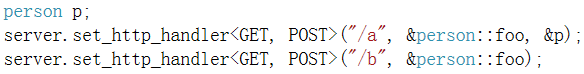 person p;
server.set_http_handler<GET, POST>("/a", &person::foo, &p);
server.set_http_handler<GET, POST>("/b", &person::foo);